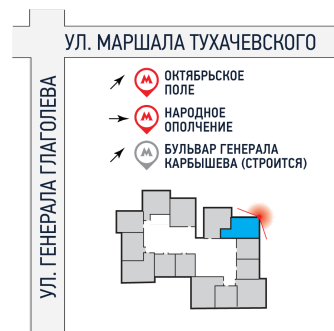 УЛ. МАРШАЛА ТУХАЧЕВСКОГО
УЛ. ГЕНЕРАЛА ГЛАГОЛЕВА
ОКТЯБРЬСКОЕ
ПОЛЕ
НАРОДНОЕ
ОПОЛЧЕНИЕ
БУЛЬВАР ГЕНЕРАЛА
КАРБЫШЕВА (СТРОИТСЯ)